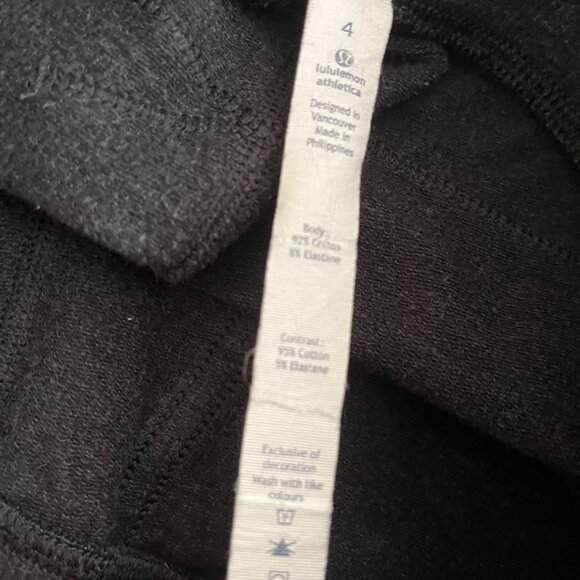 4
lululemon
athletica
Designed in
Vancouver
Made in
Philippines
Body :
92% Cotton
8% Elastane
Contrast :
95% Cotton
5% Elastane
Exclusive of
decoration
Wash with like
colours